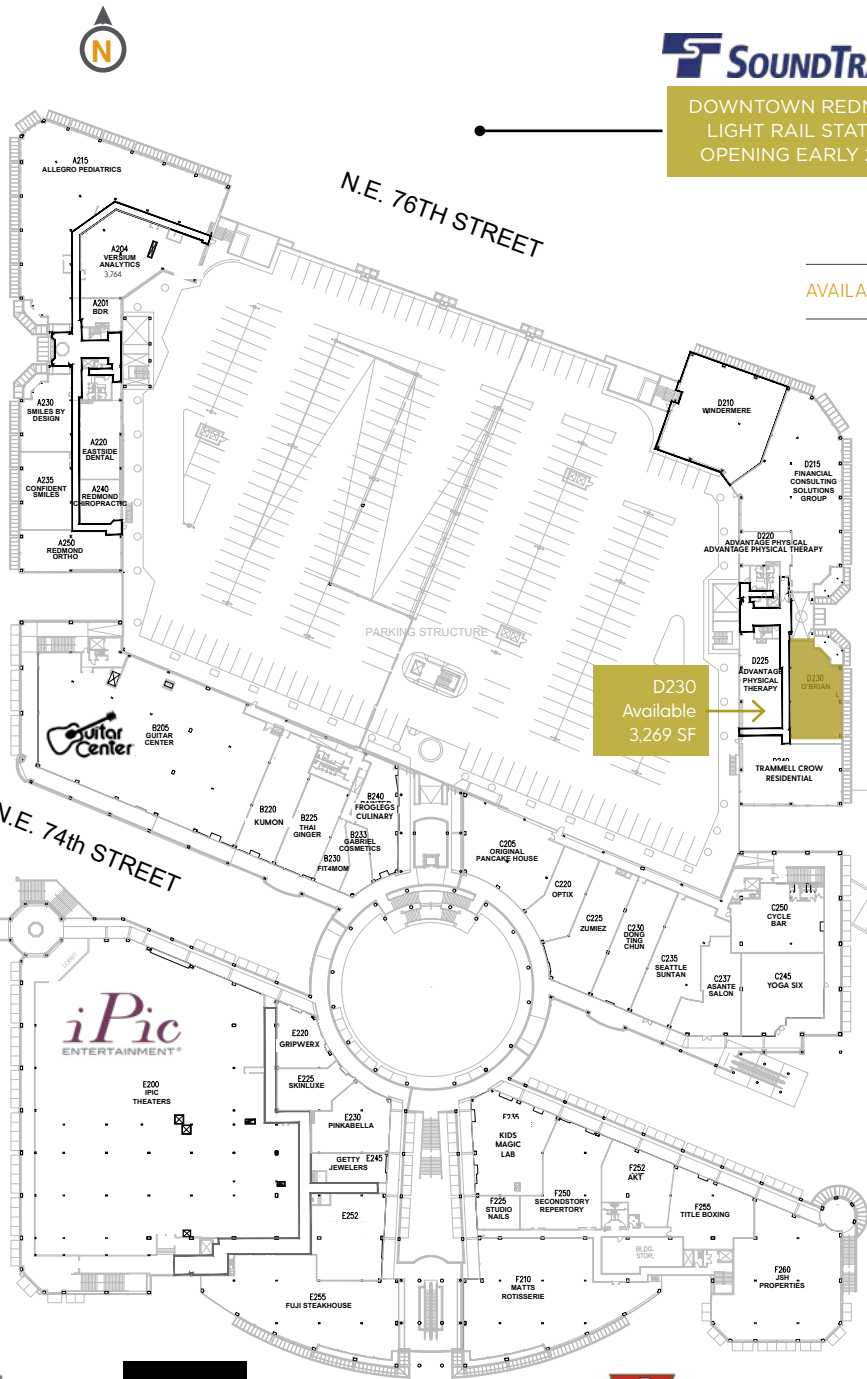 N
SOUNDTRA
DOWNTOWN REDM
LIGHT RAIL STAT
OPENING EARLY 2
N.E. 76TH STREET
AVAILA
A215
ALLEGRO PEDIATRICS
A204
VERSIUM
ANALYTICS
3,764
A201
BDR
A230
SMILES BY
DESIGN
A220
EASTSIDE
DENTAL
A235
CONFIDENT
SMILES
A240
REDMOND
CHIROPRACTIC
A250
REDMOND
ORTHO
D210
WINDERMERE
D215
FINANCIAL
CONSULTING
SOLUTIONS
GROUP
D220
ADVANTAGE PHYSICAL
ADVANTAGE PHYSICAL THERAPY
PARKING STRUCTURE
D225
ADVANTAGE
PHYSICAL
THERAPY
D230
O'BRIAN
D230
Available
3,269 SF
D240
TRAMMELL CROW
RESIDENTIAL
Guitar
Center
B205
GUITAR
CENTER
B220
KUMON
B225
THAI
GINGER
B240
FROGLEGS
CULINARY
B233
GABRIEL
COSMETICS
B230
FIT4MOM
N.E. 74th STREET
C205
ORIGINAL
PANCAKE HOUSE
C220
OPTIX
C225
ZUMIEZ
C230
DONG
TING
CHUN
C235
SEATTLE
SUNTAN
C237
ASANTE
SALON
C250
CYCLE
BAR
C245
YOGA SIX
LOBBY
iPic
ENTERTAINMENT®
E200
IPIC
THEATERS
E220
GRIPWERX
E225
SKINLUXE
E230
PINKABELLA
GETTY E245
JEWELERS
E252
E255
FUJI STEAKHOUSE
F235
KIDS
MAGIC
LAB
F225
STUDIO
NAILS
F250
SECONDSTORY
REPERTORY
F252
AKT
F255
TITLE BOXING
BLDG.
STOR.
F210
MATTS
ROTISSERIE
F260
JSH
PROPERTIES